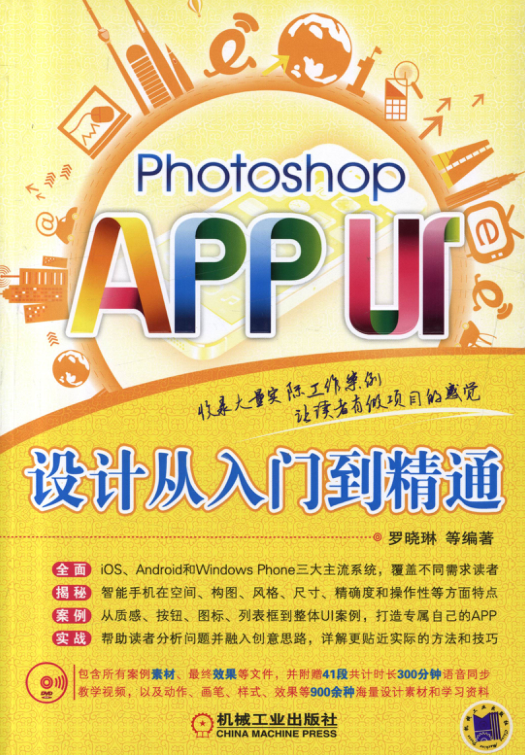 Photoshop
APP UI
收录大量实际工作案例
让读者有做项目的感觉
设计从入门到精通
罗晓琳 等编著
全面 iOS、Android和Windows Phone三大主流系统，覆盖不同需求读者
揭秘 智能手机在空间、构图、风格、尺寸、精确度和操作性等方面特点
案例 从质感、按钮、图标、列表框到整体UI案例，打造专属自己的APP
实战 帮助读者分析问题并融入创意思路，详解更贴近实际的方法和技巧
DVD
包含所有案例素材、最终效果等文件，并附赠41段共计时长300分钟语音同步
教学视频，以及动作、画笔、样式、效果等900余种海量设计素材和学习资料
机械工业出版社
CHINA MACHINE PRESS